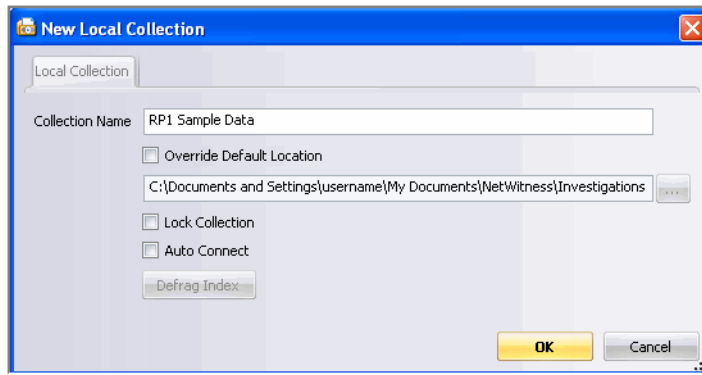 New Local Collection
Local Collection
Collection Name RP1 Sample Data
Override Default Location
C:\Documents and Settings\username\My Documents\NetWitness\Investigations ...
Lock Collection
Auto Connect
Defrag Index
OK Cancel